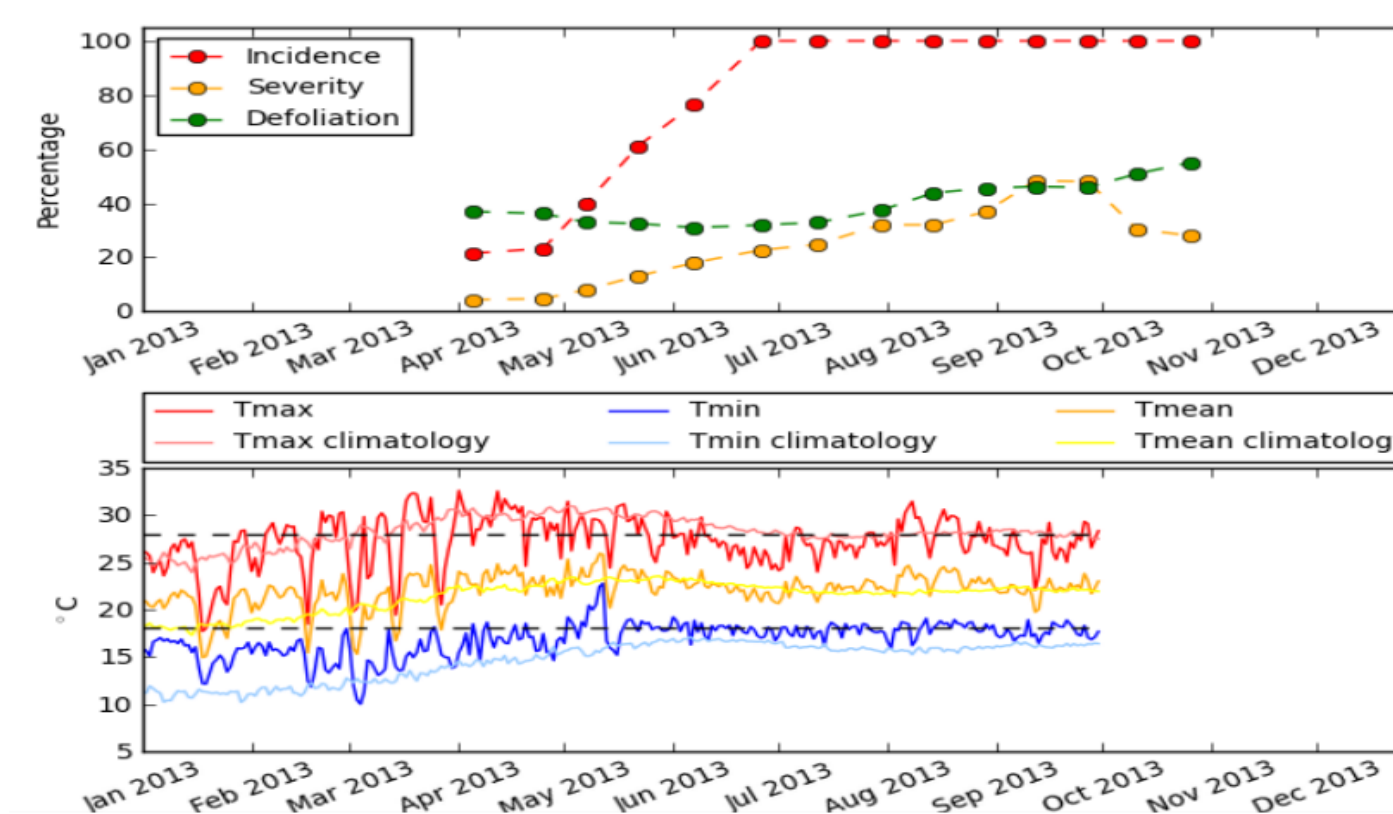 100
80
60
40
20
0
Percentage
Incidence
Severity
Defoliation
Jan 2013 Feb 2013 Mar 2013 Apr 2013 May 2013 Jun 2013 Jul 2013 Aug 2013 Sep 2013 Oct 2013 Nov 2013 Dec 2013
Tmax Tmin Tmean
Tmax climatology Tmin climatology Tmean climatolog
35
30
25
20
15
10
5
°C
Jan 2013 Feb 2013 Mar 2013 Apr 2013 May 2013 Jun 2013 Jul 2013 Aug 2013 Sep 2013 Oct 2013 Nov 2013 Dec 2013